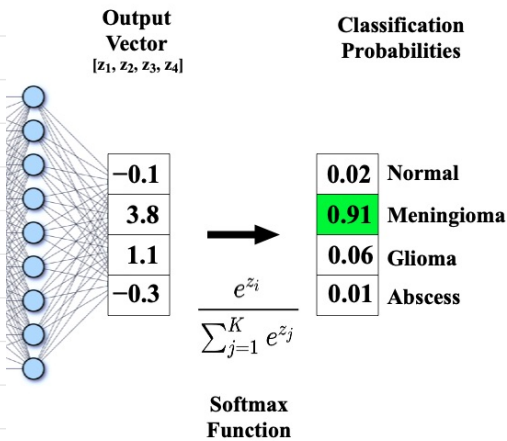 Output
Vector
[z₁, z₂, z₃, z₄]
Classification
Probabilities
−0.1
3.8
1.1
−0.3
e^{z_i}
∑_{j=1}^{K} e^{z_j}
Softmax
Function
0.02 Normal
0.91 Meningioma
0.06 Glioma
0.01 Abscess